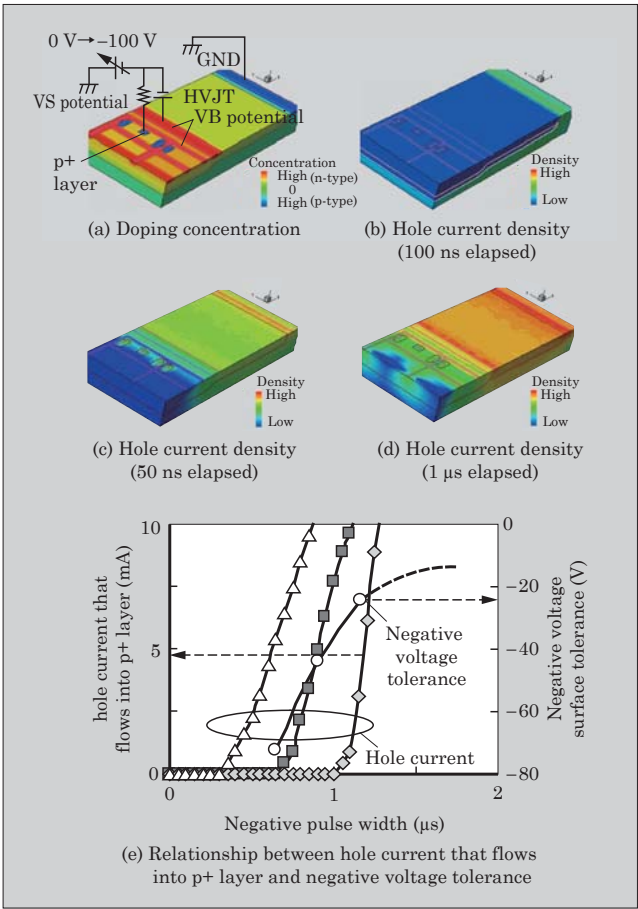 0 V→−100 V
GND
VS potential
HVJT
VB potential
p+
layer
Concentration
High (n-type)
0
High (p-type)
(a) Doping concentration
Density
High
Low
(b) Hole current density
(100 ns elapsed)
Density
High
Low
(c) Hole current density
(50 ns elapsed)
Density
High
Low
(d) Hole current density
(1 µs elapsed)
hole current that
flows into p+ layer (mA)
10
5
0
0
−20
−40
−60
−80
Negative voltage
surface tolerance (V)
Negative
voltage
tolerance
Hole current
0
1
2
Negative pulse width (µs)
(e) Relationship between hole current that flows
into p+ layer and negative voltage tolerance